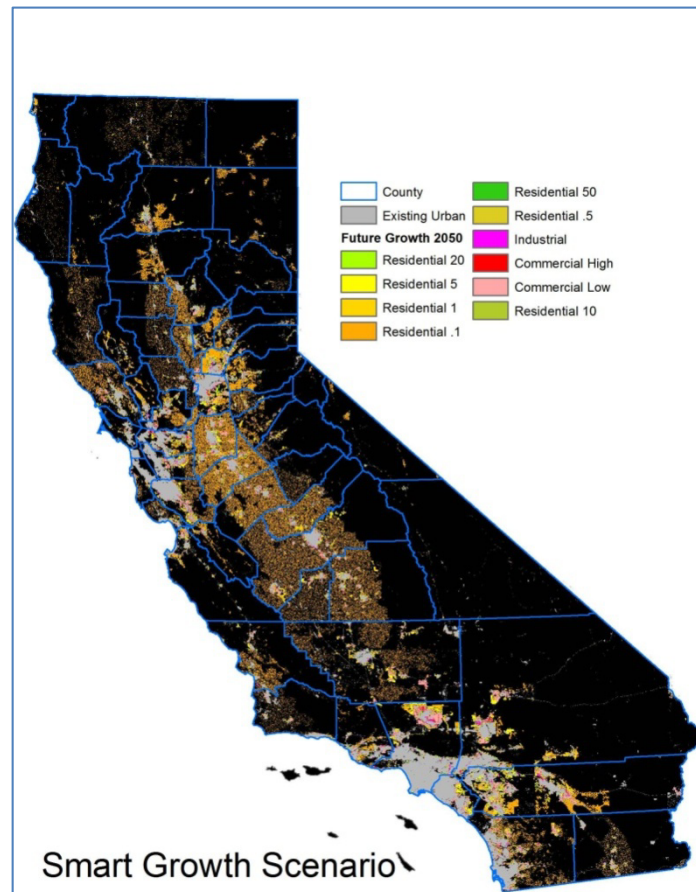 County
Existing Urban
Future Growth 2050
Residential 20
Residential 5
Residential 1
Residential .1
Residential 50
Residential .5
Industrial
Commercial High
Commercial Low
Residential 10
Smart Growth Scenario